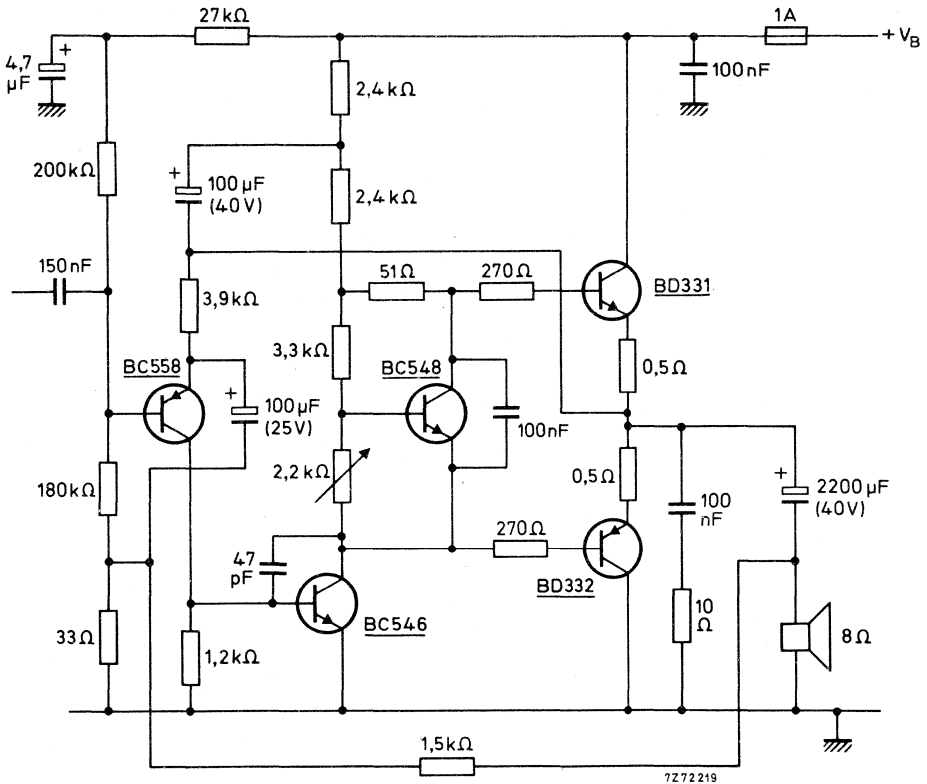 27kΩ
1A
+ V_B
4,7
µF
+
2,4kΩ
100nF
200kΩ
+
100µF
(40V)
2,4kΩ
150nF
3,9kΩ
51Ω
270Ω
BD331
BC558
+
100µF
(25V)
3,3kΩ
BC548
100nF
0,5Ω
180kΩ
2,2kΩ
0,5Ω
100
nF
+
2200µF
(40V)
47
pF
270Ω
BD332
33Ω
1,2kΩ
BC546
10
Ω
8Ω
1,5kΩ
7Z72219